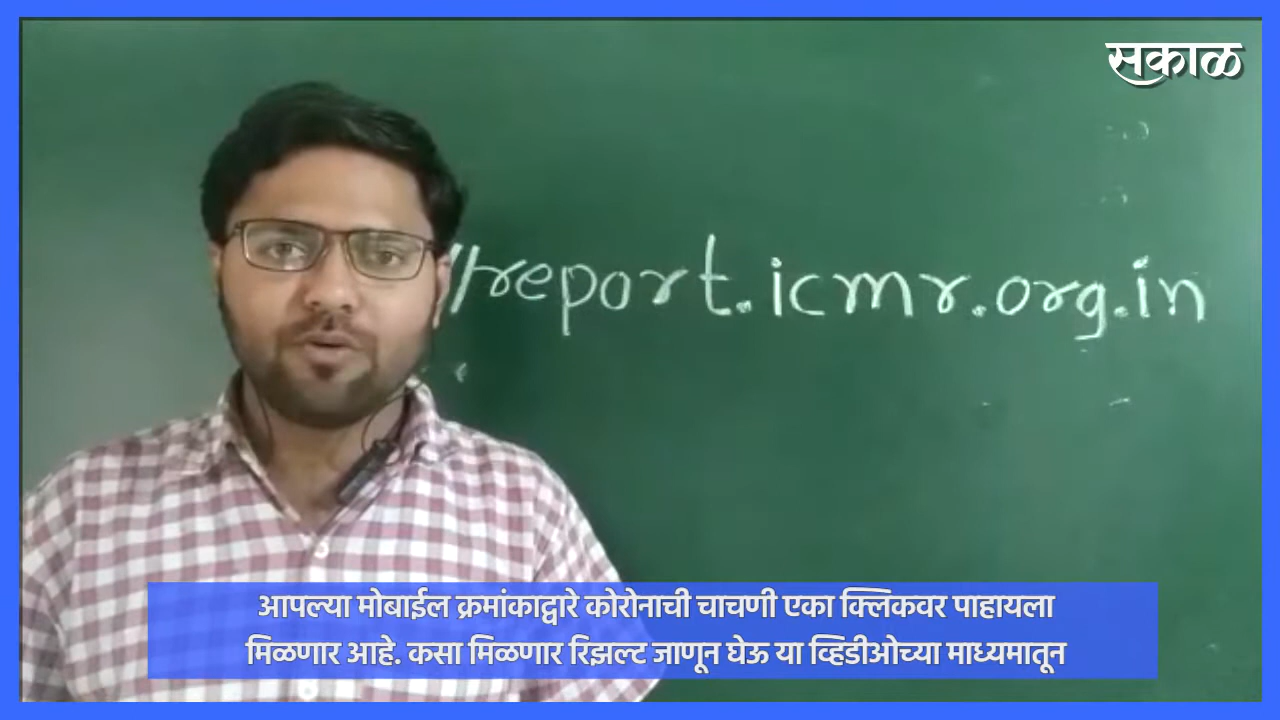 सकाळ
//report.icmr.org.in
आपल्या मोबाईल क्रमांकाद्वारे कोरोनाची चाचणी एका क्लिकवर पाहायला
मिळणार आहे. कसा मिळणार रिझल्ट जाणून घेऊ या व्हिडीओच्या माध्यमातून